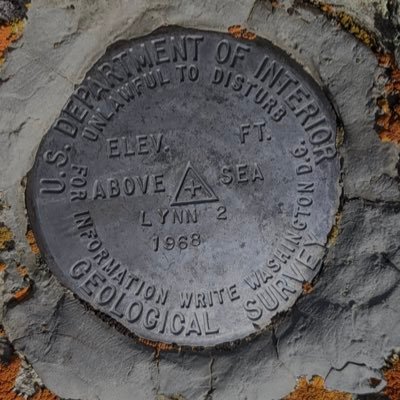 U.S. DEPARTMENT OF INTERIOR
UNLAWFUL TO DISTURB
ELEV. FT.
ABOVE SEA
LYNN 2
1968
FOR INFORMATION WRITE WASHINGTON D.C.
GEOLOGICAL SURVEY